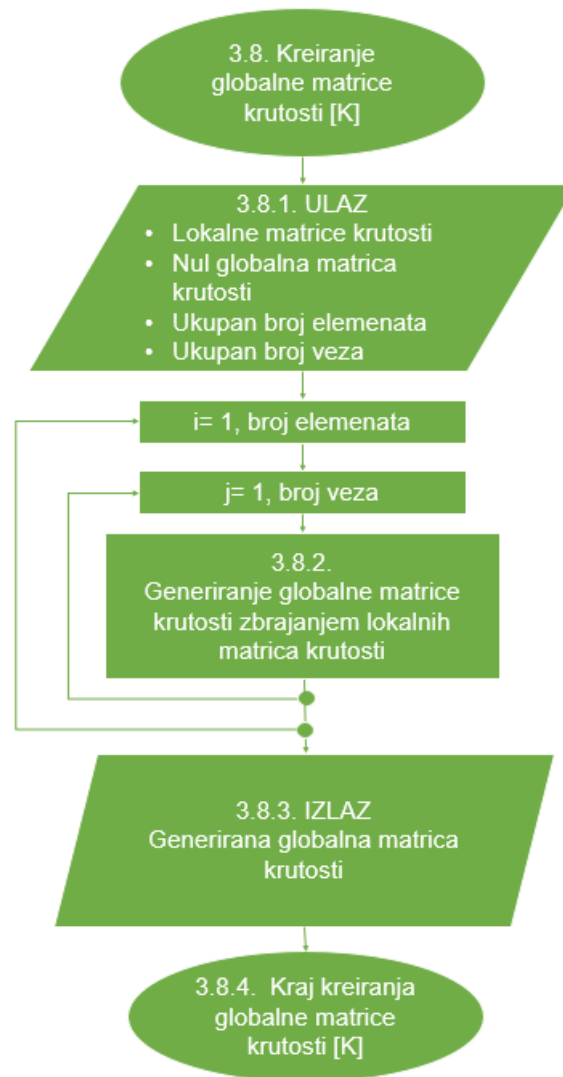 3.8. Kreiranje
globalne matrice
krutosti [K]
3.8.1. ULAZ
• Lokalne matrice krutosti
• Nul globalna matrica
krutosti
• Ukupan broj elemenata
• Ukupan broj veza
i= 1, broj elemenata
j= 1, broj veza
3.8.2.
Generiranje globalne matrice
krutosti zbrajanjem lokalnih
matrica krutosti
3.8.3. IZLAZ
Generirana globalna matrica
krutosti
3.8.4. Kraj kreiranja
globalne matrice
krutosti [K]